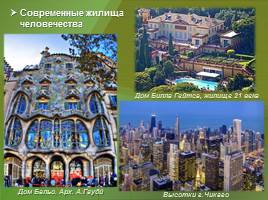 Современные жилища
человечества
Дом Билла Гейтса, жилище 21 века
Дом Бальо. Арх. А.Гауди
Высотки г. Чикаго